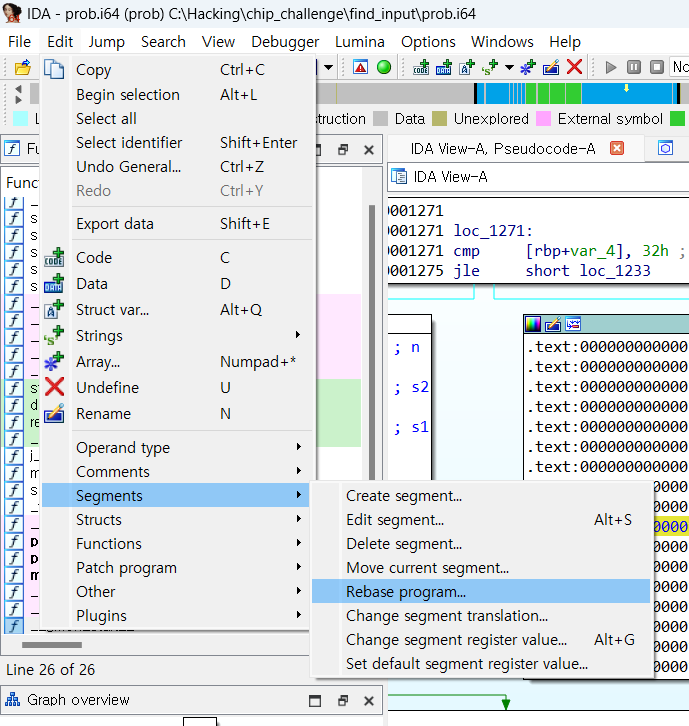 IDA - prob.i64 (prob) C:\Hacking\chip_challenge\find_input\prob.i64
File Edit Jump Search View Debugger Lumina Options Windows Help
Copy Ctrl+C
Begin selection Alt+L
Select all
Select identifier Shift+Enter
Undo General... Ctrl+Z
Redo Ctrl+Y
Export data Shift+E
Code C
Data D
Struct var... Alt+Q
Strings
Array... Numpad+*
Undefine U
Rename N
Operand type
Comments
Segments
Structs
Functions
Patch program
Other
Plugins
Create segment...
Edit segment... Alt+S
Delete segment...
Move current segment...
Rebase program...
Change segment translation...
Change segment register value... Alt+G
Set default segment register value...
struction Data Unexplored External symbol
IDA View-A, Pseudocode-A
IDA View-A
0001271
0001271 loc_1271:
0001271 cmp [rbp+var_4], 32h ;
0001275 jle short loc_1233
; n
; s2
; s1
.text:000000000000
.text:000000000000
.text:000000000000
.text:000000000000
.text:000000000000
.text:000000000000
.text:000000000000
Line 26 of 26
Graph overview